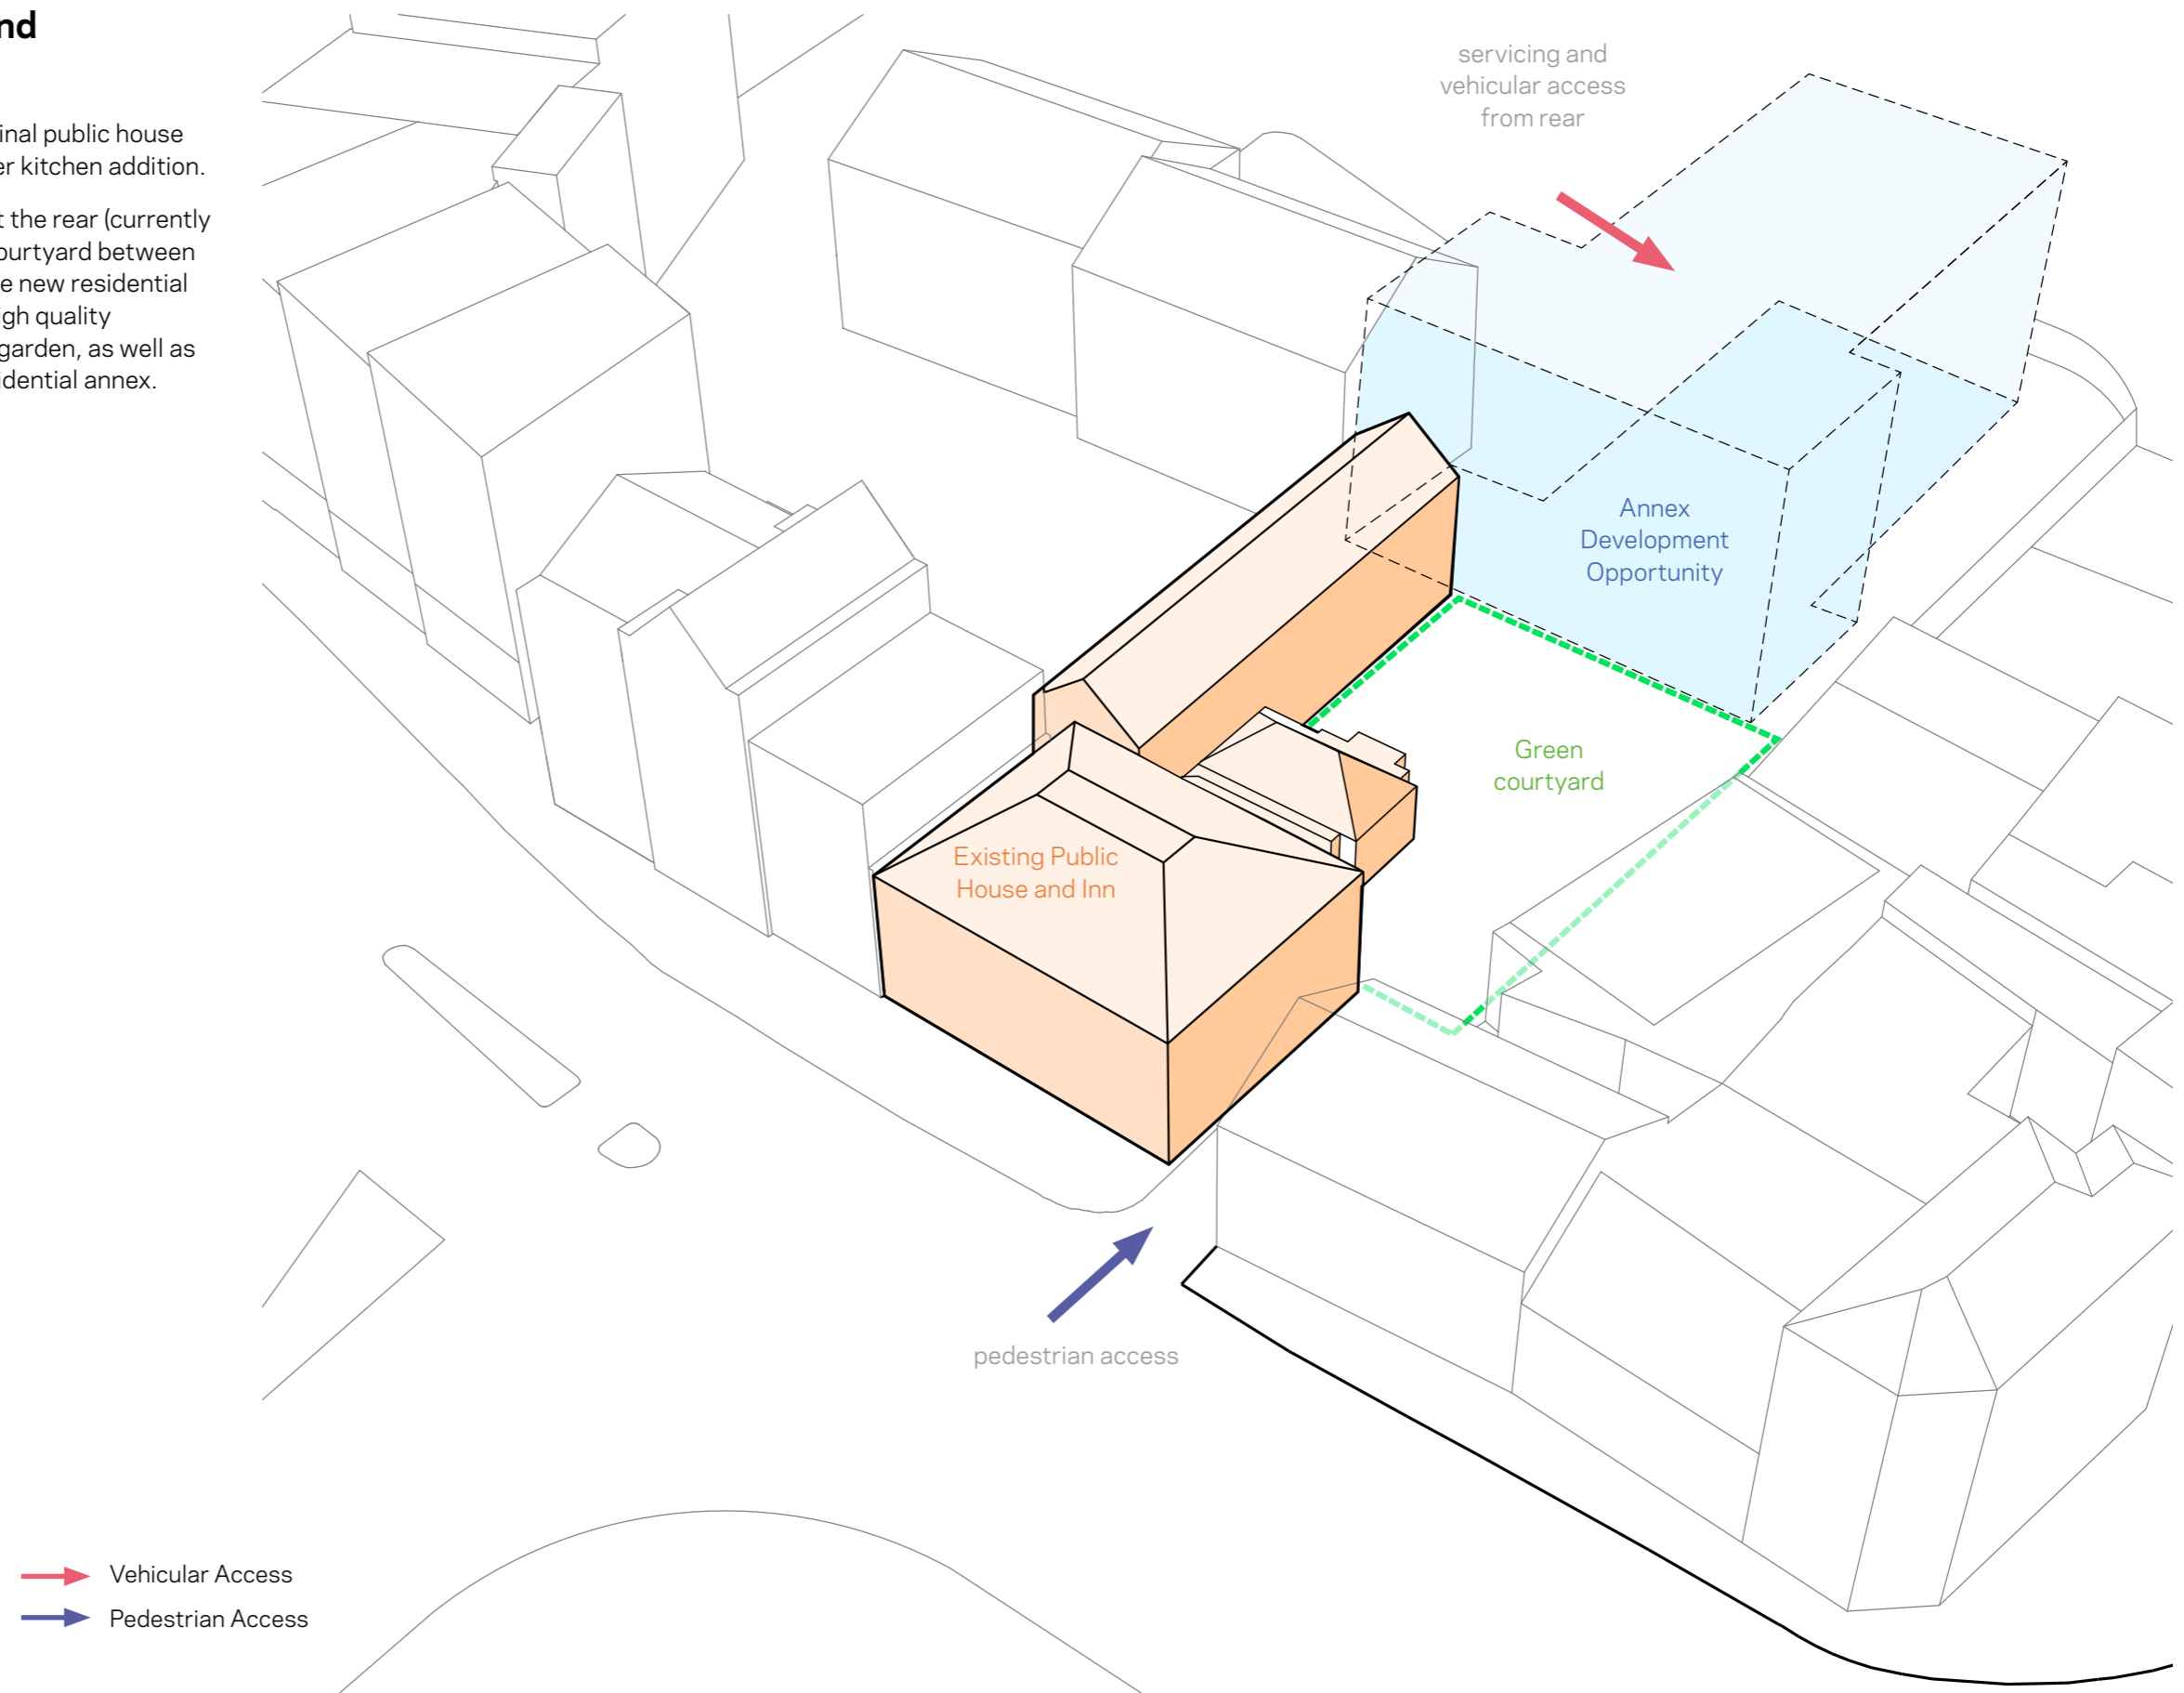 nd
inal public house
er kitchen addition.
t the rear (currently
ourtyard between
e new residential
igh quality
garden, as well as
idential annex.
servicing and
vehicular access
from rear
Annex
Development
Opportunity
Green
courtyard
Existing Public
House and Inn
pedestrian access
Vehicular Access
Pedestrian Access